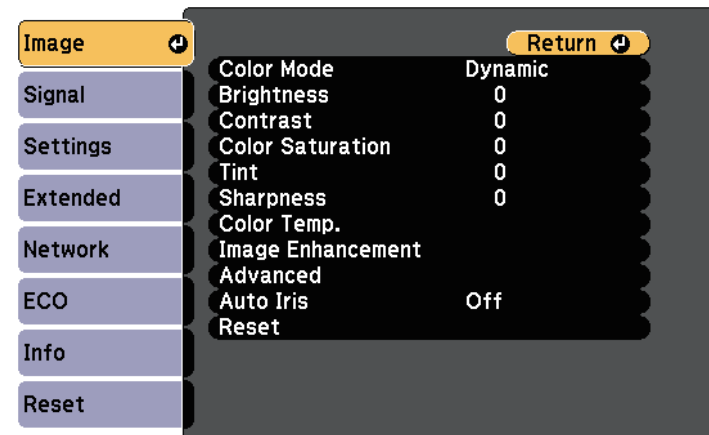 Image
Signal
Settings
Extended
Network
ECO
Info
Reset
Return
Color Mode Dynamic
Brightness 0
Contrast 0
Color Saturation 0
Tint 0
Sharpness 0
Color Temp.
Image Enhancement
Advanced
Auto Iris Off
Reset